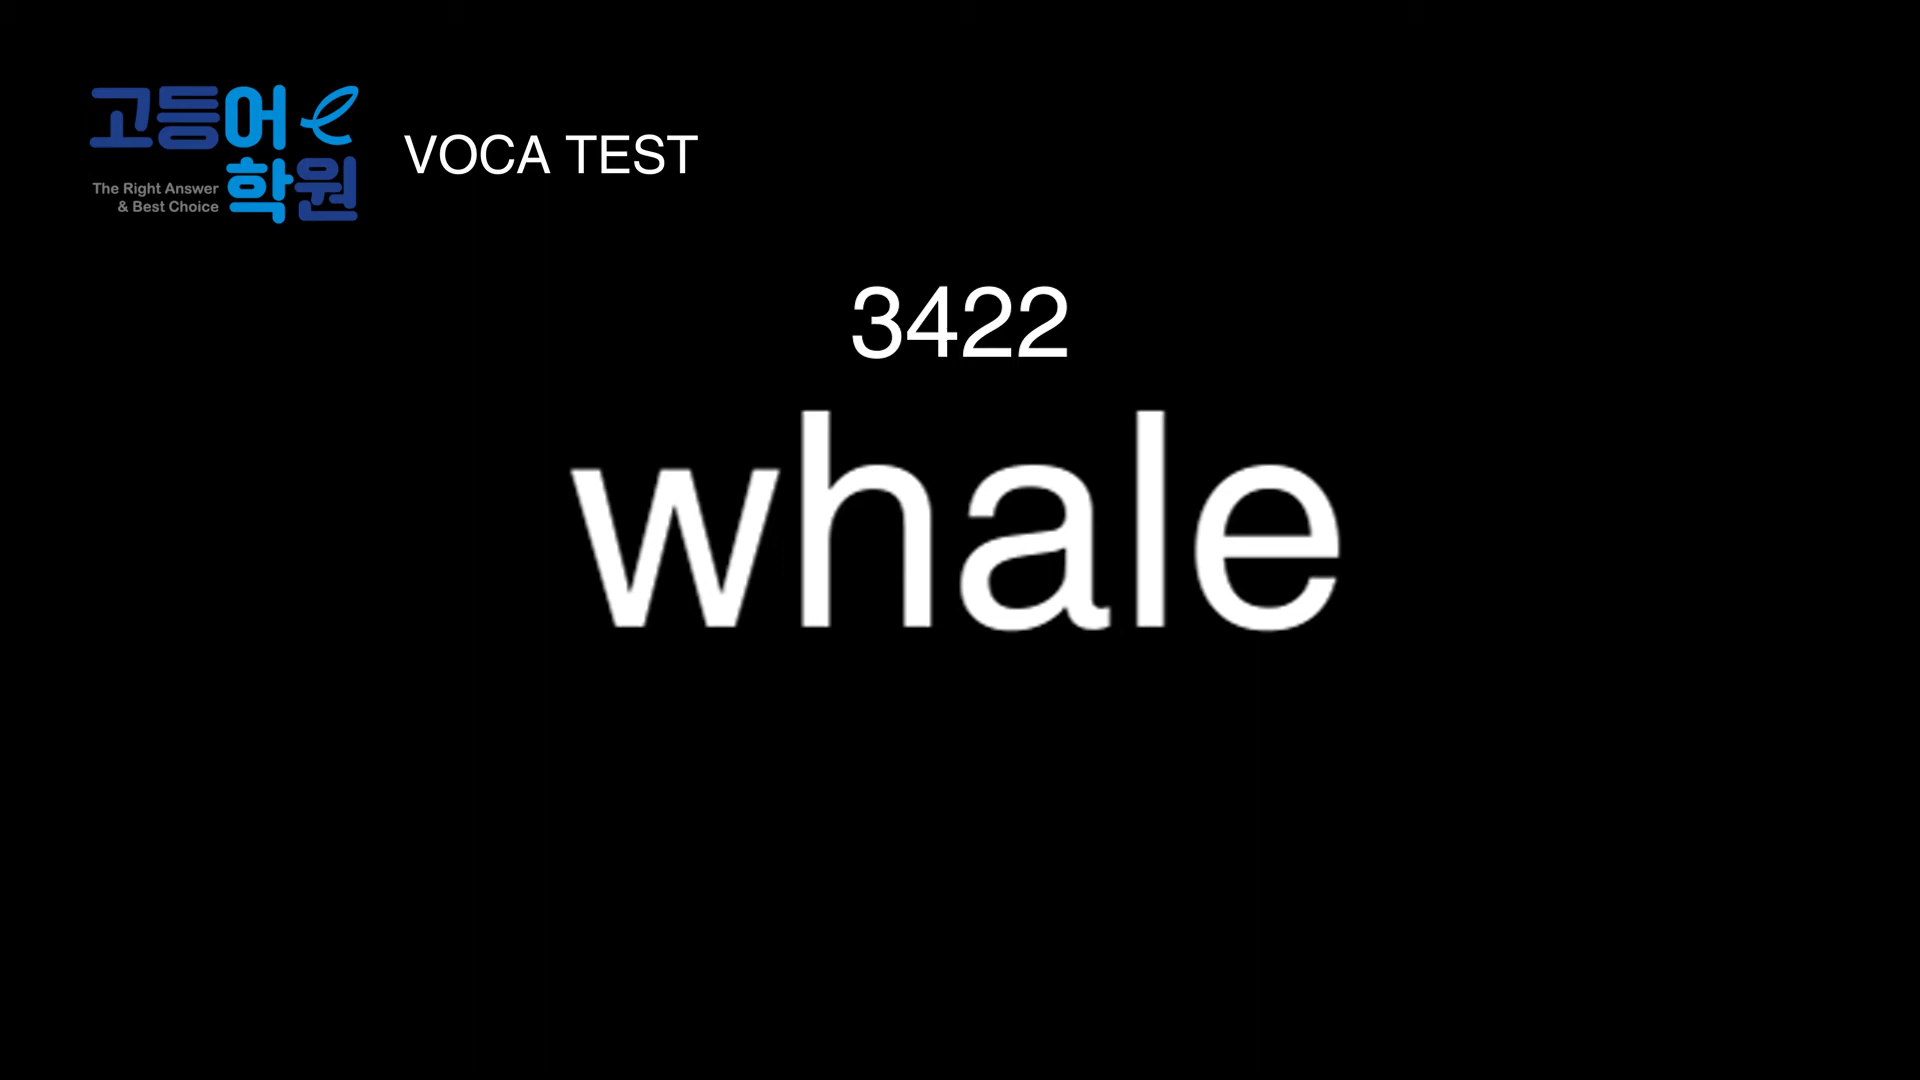 고등어 e
학원
The Right Answer
& Best Choice
VOCA TEST
3422
whale